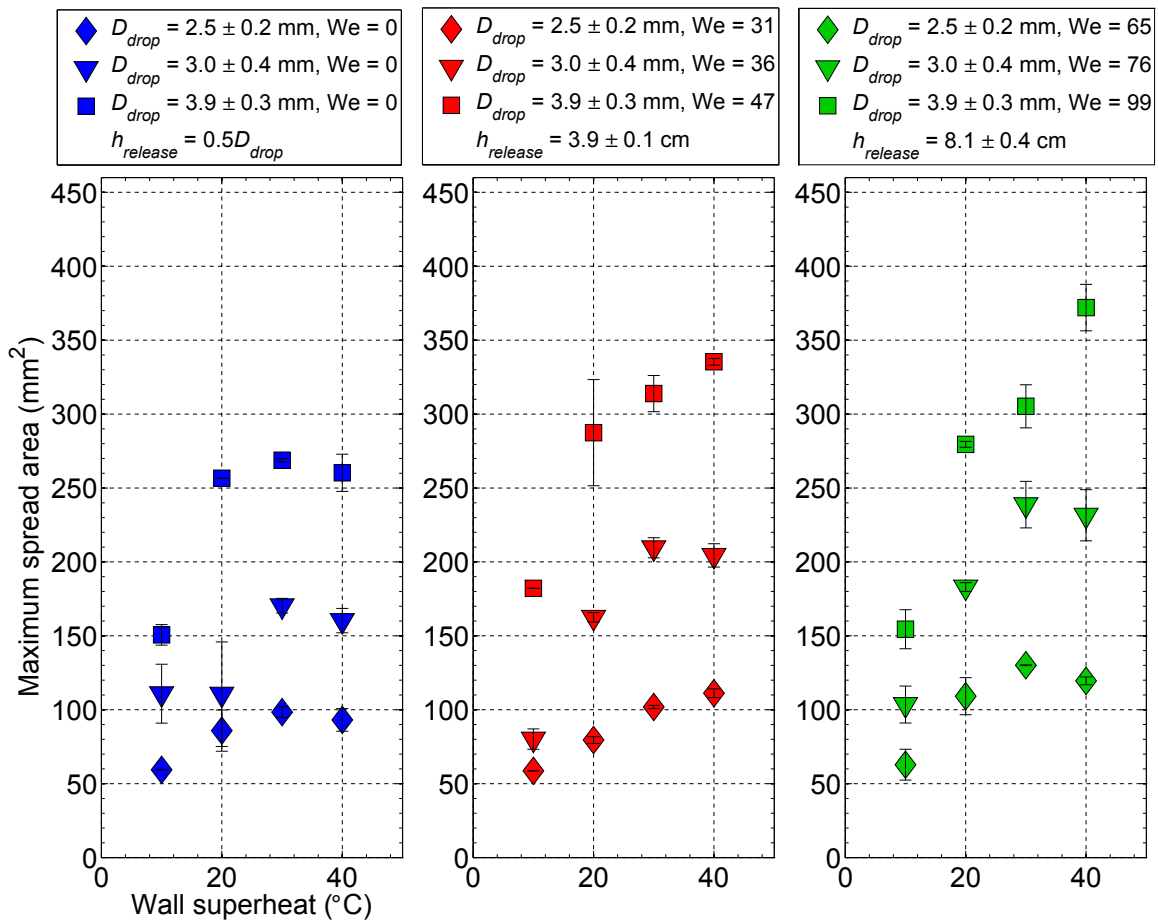 D_drop = 2.5 ± 0.2 mm, We = 0
D_drop = 3.0 ± 0.4 mm, We = 0
D_drop = 3.9 ± 0.3 mm, We = 0
h_release = 0.5D_drop
D_drop = 2.5 ± 0.2 mm, We = 31
D_drop = 3.0 ± 0.4 mm, We = 36
D_drop = 3.9 ± 0.3 mm, We = 47
h_release = 3.9 ± 0.1 cm
D_drop = 2.5 ± 0.2 mm, We = 65
D_drop = 3.0 ± 0.4 mm, We = 76
D_drop = 3.9 ± 0.3 mm, We = 99
h_release = 8.1 ± 0.4 cm
Maximum spread area (mm²)
450
400
350
300
250
200
150
100
50
0
0 20 40
Wall superheat (°C)
450
400
350
300
250
200
150
100
50
0
0 20 40
Wall superheat (°C)
450
400
350
300
250
200
150
100
50
0
0 20 40
Wall superheat (°C)